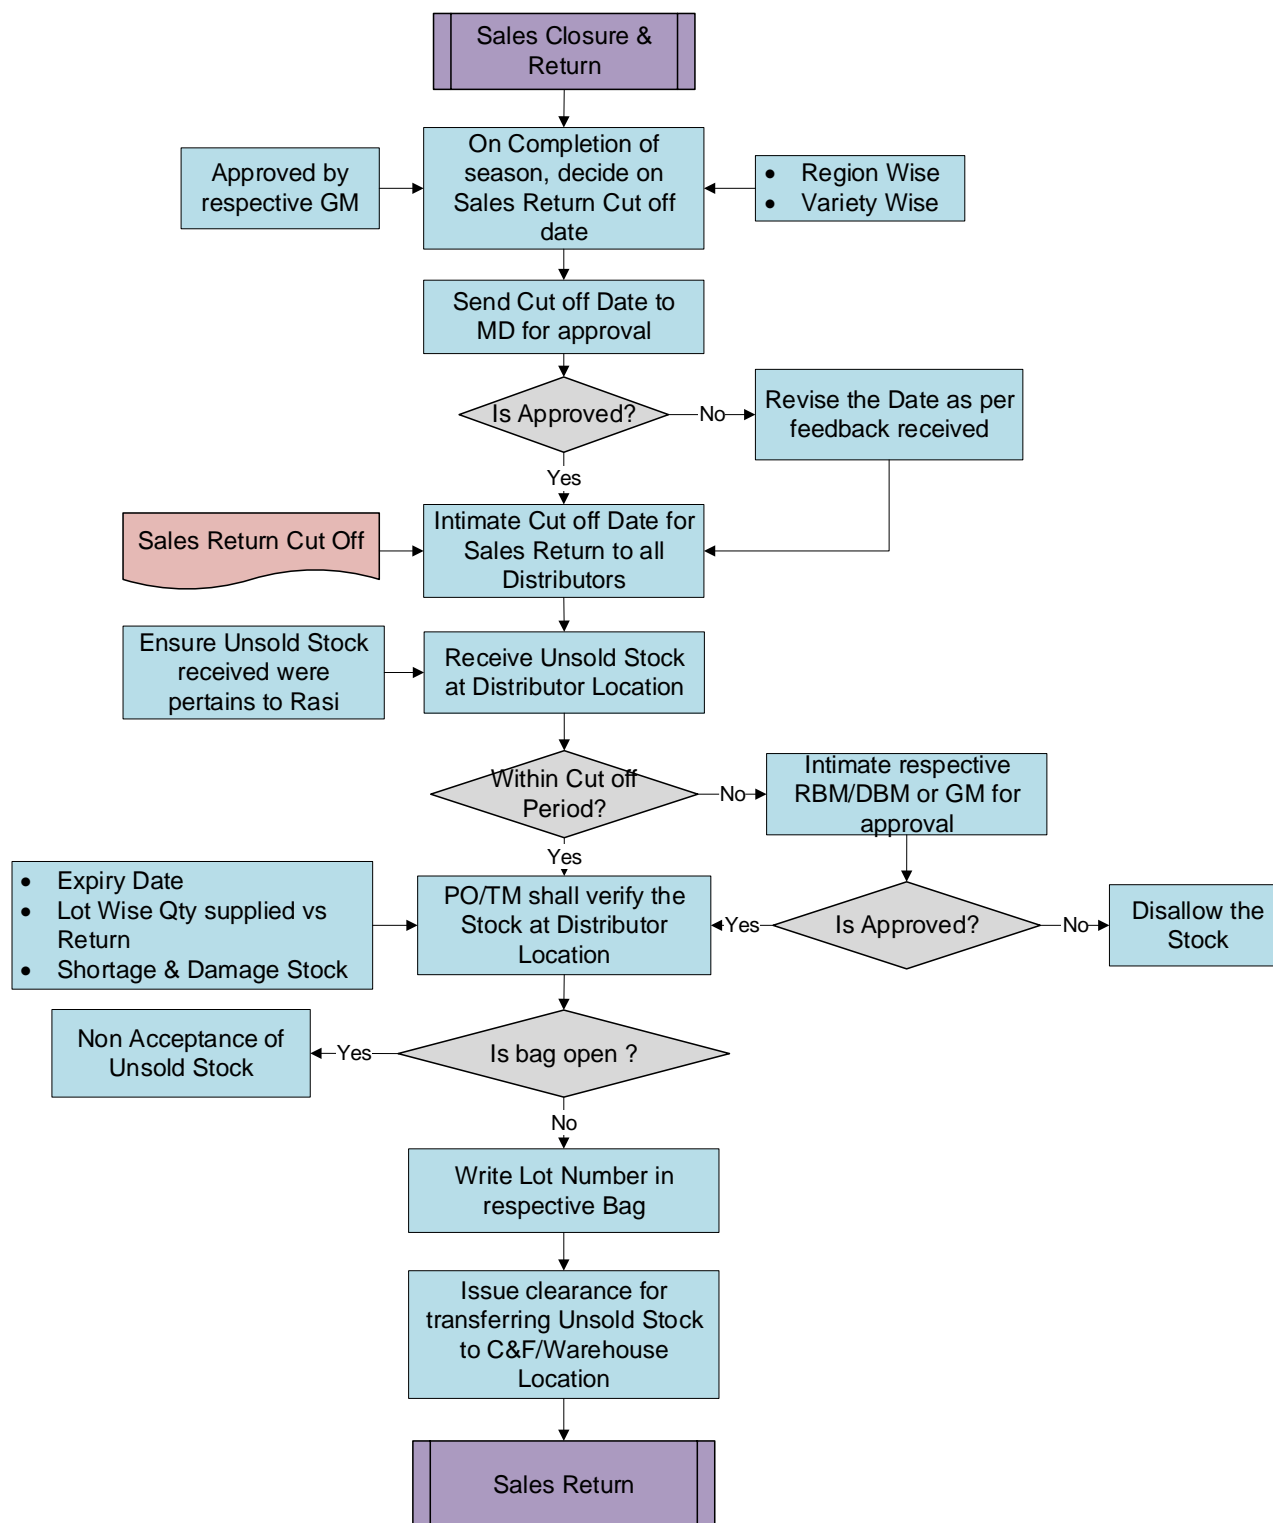 Sales Closure &
Return
On Completion of
season, decide on
Sales Return Cut off
date
Approved by
respective GM
• Region Wise
• Variety Wise
Send Cut off Date to
MD for approval
Is Approved?
No
Revise the Date as per
feedback received
Yes
Sales Return Cut Off
Intimate Cut off Date for
Sales Return to all
Distributors
Ensure Unsold Stock
received were
pertains to Rasi
Receive Unsold Stock
at Distributor Location
Within Cut off
Period?
No
Intimate respective
RBM/DBM or GM for
approval
Yes
• Expiry Date
• Lot Wise Qty supplied vs
Return
• Shortage & Damage Stock
PO/TM shall verify the
Stock at Distributor
Location
Yes
Is Approved?
No
Disallow the
Stock
Non Acceptance of
Unsold Stock
Yes
Is bag open ?
No
Write Lot Number in
respective Bag
Issue clearance for
transferring Unsold Stock
to C&F/Warehouse
Location
Sales Return